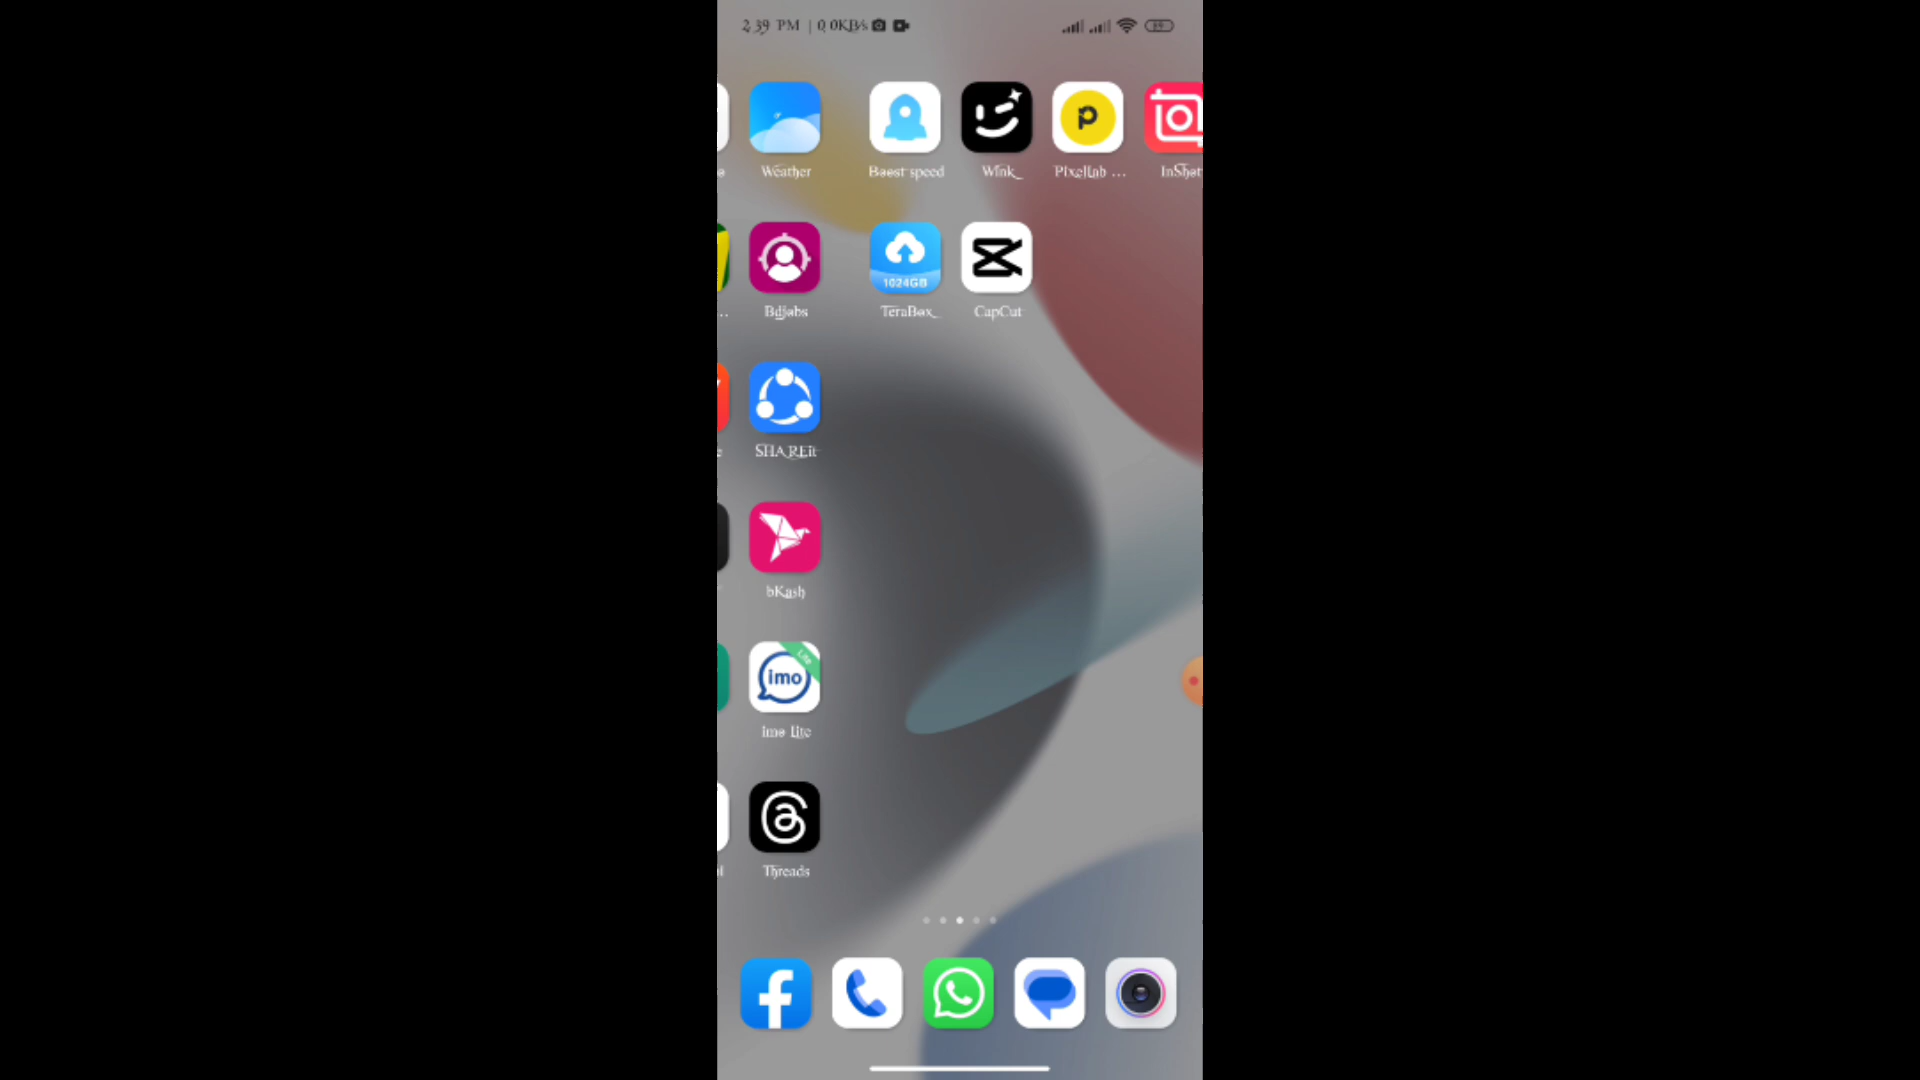 2 39 PM | 0.0KB/s
Weather
Boost speed
Wink_
Pixellab ...
InShot
1024GB
Bdjobs
TeraBox_
CapCut
SHAREit
bKash
Lite
imo
imo Lite
Threads